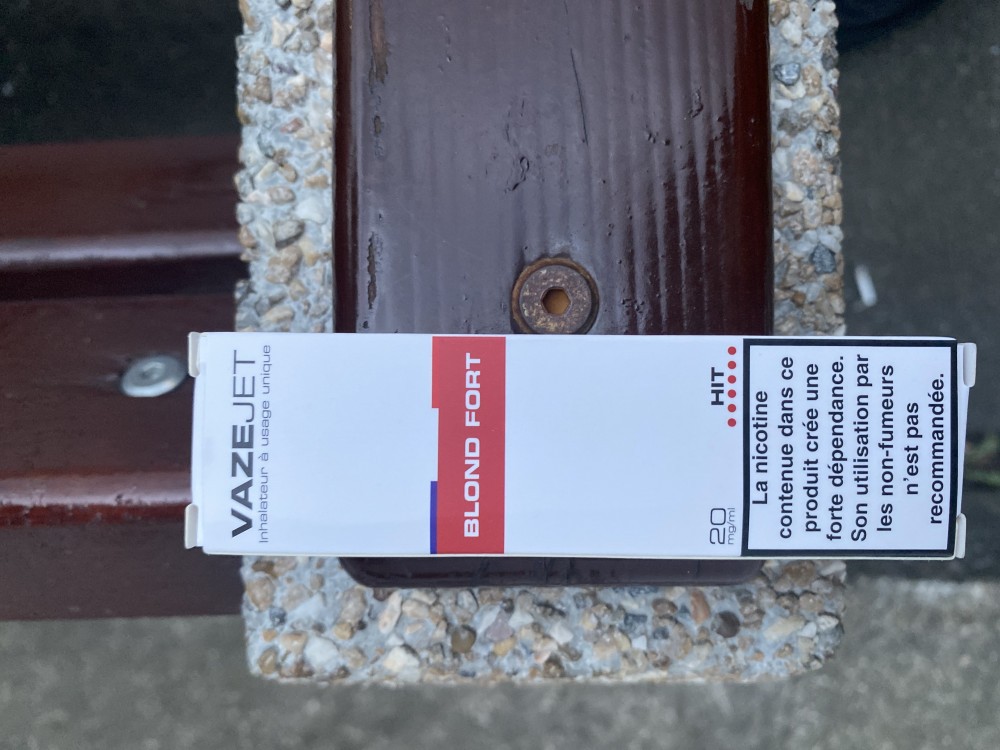 VAZEJET
Inhalateur à usage unique
BLOND FORT
HIT
20
mg/ml
La nicotine
contenue dans ce
produit crée une
forte dépendance.
Son utilisation par
les non-fumeurs
n'est pas
recommandée.